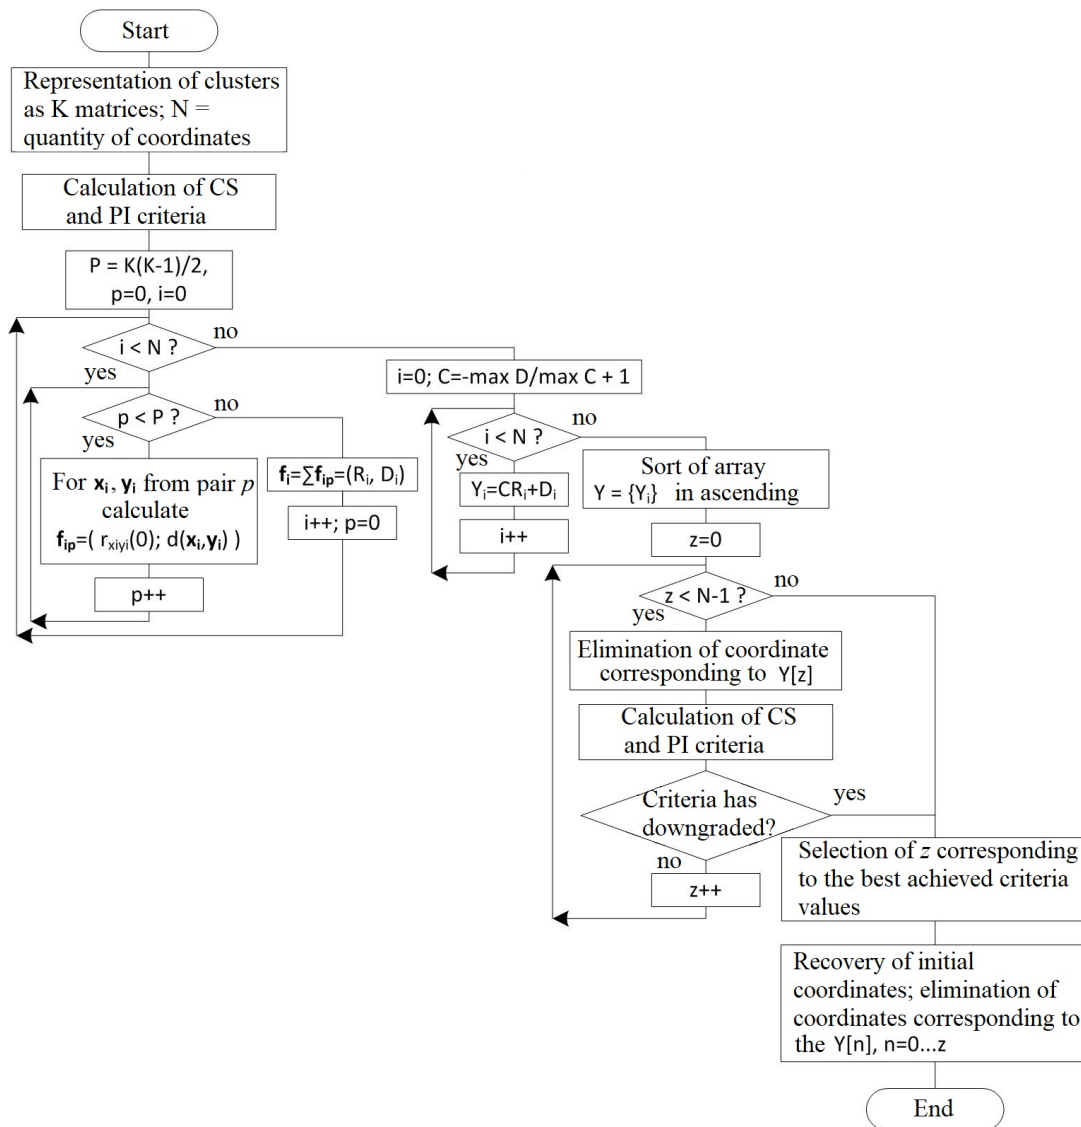 Start
Representation of clusters
as K matrices; N =
quantity of coordinates
Calculation of CS
and PI criteria
P = K(K-1)/2,
p=0, i=0
i < N ?
no
yes
p < P ?
no
yes
For xᵢ, yᵢ from pair p
calculate
fᵢₚ=( rₓᵢyᵢ(0); d(xᵢ,yᵢ) )
p++
fᵢ=∑fᵢₚ=(Rᵢ, Dᵢ)
i++; p=0
i=0; C=-max D/max C + 1
i < N ?
no
yes
Yᵢ=CRᵢ+Dᵢ
i++
Sort of array
Y = {Yᵢ} in ascending
z=0
z < N-1 ?
no
yes
Elimination of coordinate
corresponding to Y[z]
Calculation of CS
and PI criteria
Criteria has
downgraded?
yes
no
z++
Selection of z corresponding
to the best achieved criteria
values
Recovery of initial
coordinates; elimination of
coordinates corresponding to
the Y[n], n=0...z
End